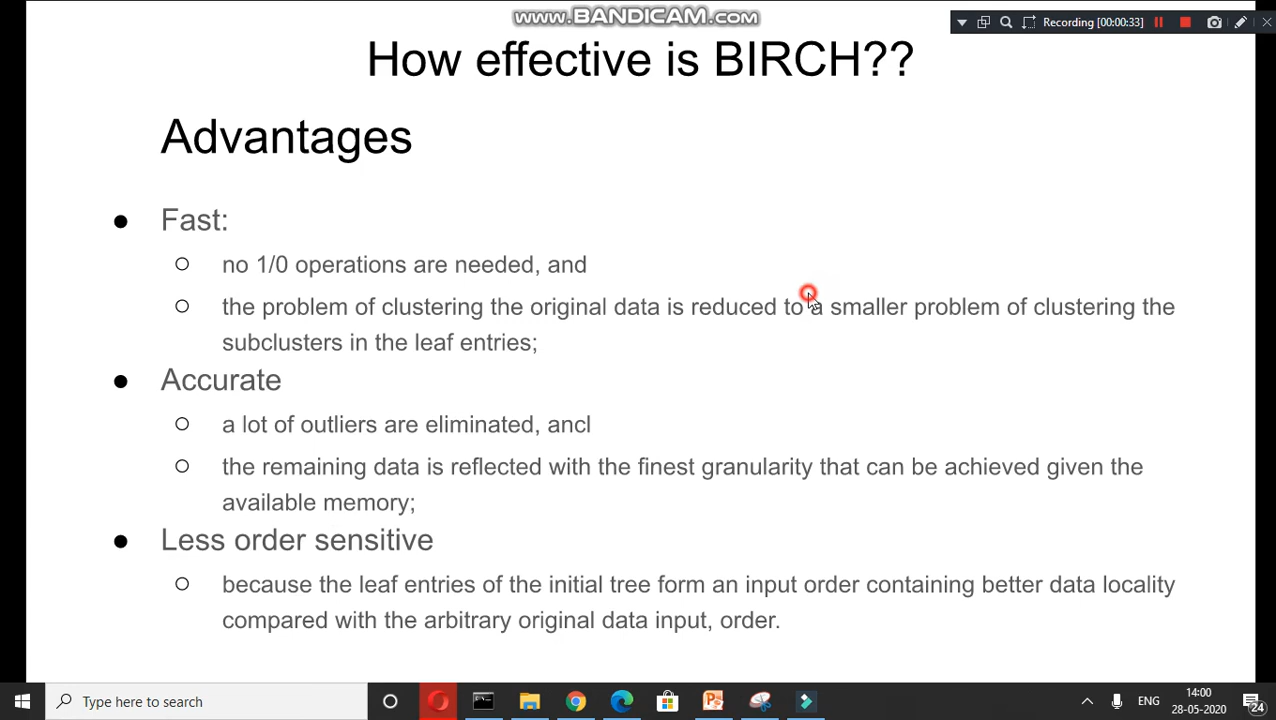 www.BANDICAM.com
Recording [00:00:33]
How effective is BIRCH??
Advantages
● Fast:
○ no 1/0 operations are needed, and
○ the problem of clustering the original data is reduced to a smaller problem of clustering the
subclusters in the leaf entries;
● Accurate
○ a lot of outliers are eliminated, ancl
○ the remaining data is reflected with the finest granularity that can be achieved given the
available memory;
● Less order sensitive
○ because the leaf entries of the initial tree form an input order containing better data locality
compared with the arbitrary original data input, order.
Type here to search
ENG
14:00
28-05-2020
24